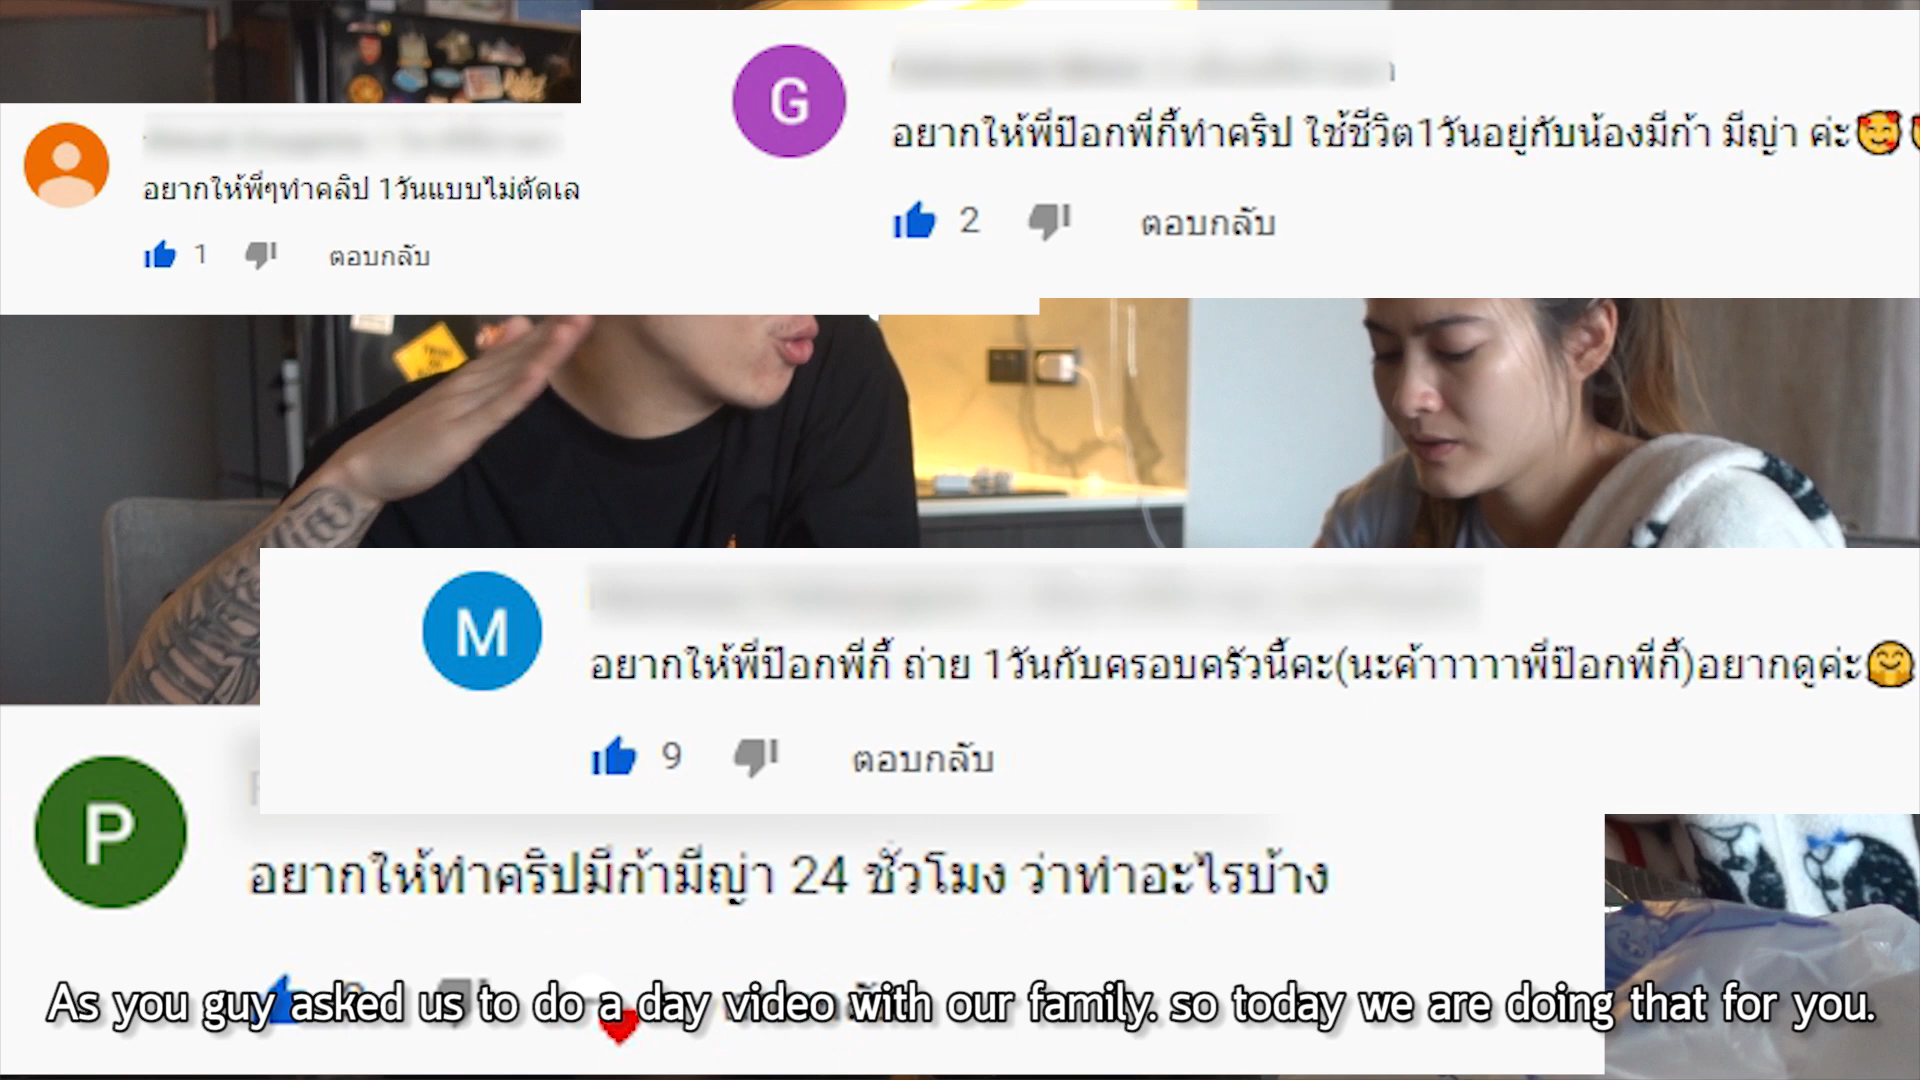 G
อยากให้พี่ป๊อกพี่กี้ทำคริป ใช้ชีวิต1วันอยู่กับน้องมีก้า มีญ่า ค่ะ🥰
2 ตอบกลับ
อยากให้พี่ๆทำคลิป 1วันแบบไม่ตัดเล
1 ตอบกลับ
M
อยากให้พี่ป๊อกพี่กี้ ถ่าย 1วันกับครอบครัวนี้คะ(นะค้าาาาาพี่ป๊อกพี่กี้)อยากดูค่ะ🤗
9 ตอบกลับ
P
อยากให้ทำคริปมีก้ามีญ่า 24 ชั่วโมง ว่าทำอะไรบ้าง
As you guy asked us to do a day video with our family. so today we are doing that for you.